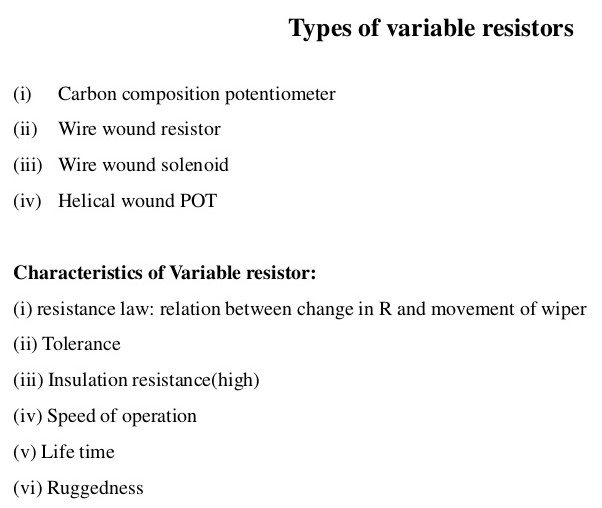 Types of variable resistors
(i) Carbon composition potentiometer
(ii) Wire wound resistor
(iii) Wire wound solenoid
(iv) Helical wound POT
Characteristics of Variable resistor:
(i) resistance law: relation between change in R and movement of wiper
(ii) Tolerance
(iii) Insulation resistance(high)
(iv) Speed of operation
(v) Life time
(vi) Ruggedness